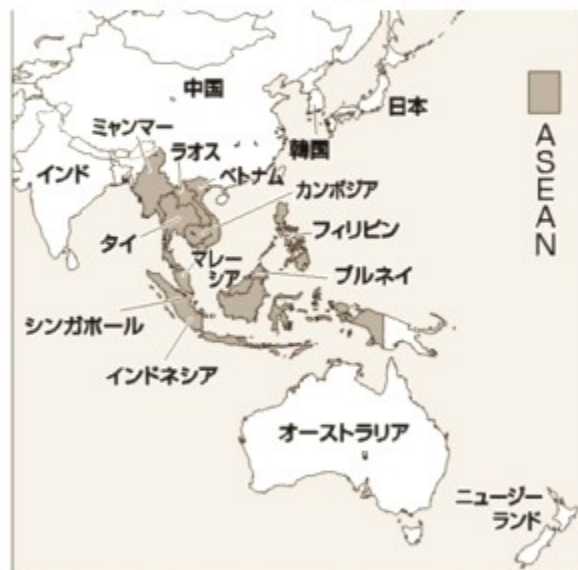 中国
日本
ミャンマー
ラオス
韓国
インド
ベトナム
カンボジア
タイ
フィリピン
マレー
シア
ブルネイ
シンガポール
インドネシア
オーストラリア
ニュージー
ランド
ASEAN